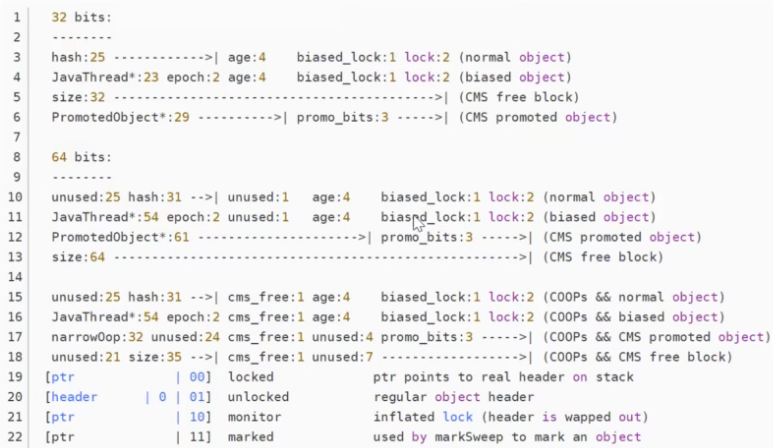 1 32 bits:
2 --------
3 hash:25 ------------>| age:4 biased_lock:1 lock:2 (normal object)
4 JavaThread*:23 epoch:2 age:4 biased_lock:1 lock:2 (biased object)
5 size:32 ------------------------------------------>| (CMS free block)
6 PromotedObject*:29 ---------->| promo_bits:3 ----->| (CMS promoted object)
7
8 64 bits:
9 --------
10 unused:25 hash:31 -->| unused:1 age:4 biased_lock:1 lock:2 (normal object)
11 JavaThread*:54 epoch:2 unused:1 age:4 biased_lock:1 lock:2 (biased object)
12 PromotedObject*:61 --------------------->| promo_bits:3 ----->| (CMS promoted object)
13 size:64 ----------------------------------------------------->| (CMS free block)
14
15 unused:25 hash:31 -->| cms_free:1 age:4 biased_lock:1 lock:2 (COOPs && normal object)
16 JavaThread*:54 epoch:2 cms_free:1 age:4 biased_lock:1 lock:2 (COOPs && biased object)
17 narrowOop:32 unused:24 cms_free:1 unused:4 promo_bits:3 ----->| (COOPs && CMS promoted object)
18 unused:21 size:35 -->| cms_free:1 unused:7 ------------------>| (COOPs && CMS free block)
19 [ptr | 00] locked ptr points to real header on stack
20 [header | 0 | 01] unlocked regular object header
21 [ptr | 10] monitor inflated lock (header is wapped out)
22 [ptr | 11] marked used by markSweep to mark an object